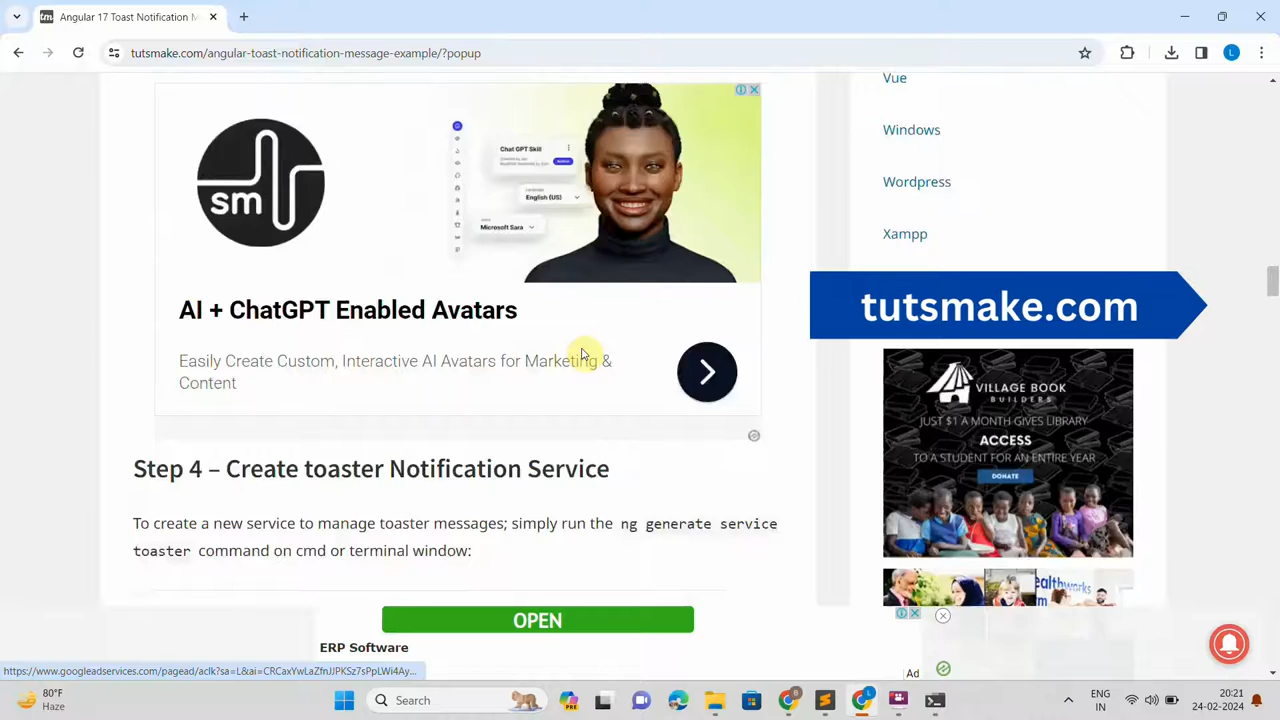 Angular 17 Toast Notification M
tutsmake.com/angular-toast-notification-message-example/?popup
L
sm
Chat GPT Skill
English (US)
Microsoft Sara
AI + ChatGPT Enabled Avatars
Easily Create Custom, Interactive AI Avatars for Marketing &
Content
Vue
Windows
Wordpress
Xampp
tutsmake.com
VILLAGE BOOK
BUILDERS
JUST $1 A MONTH GIVES LIBRARY
ACCESS
TO A STUDENT FOR AN ENTIRE YEAR
DONATE
Step 4 – Create toaster Notification Service
To create a new service to manage toaster messages; simply run the ng generate service
toaster command on cmd or terminal window:
OPEN
ERP Software
Ad
https://www.googleadservices.com/pagead/aclk?sa=L&ai=CRCaxYwLaZfnJJPKSz7sPpLWi4Ay...
80°F
Haze
Search
ENG
IN
20:21
24-02-2024